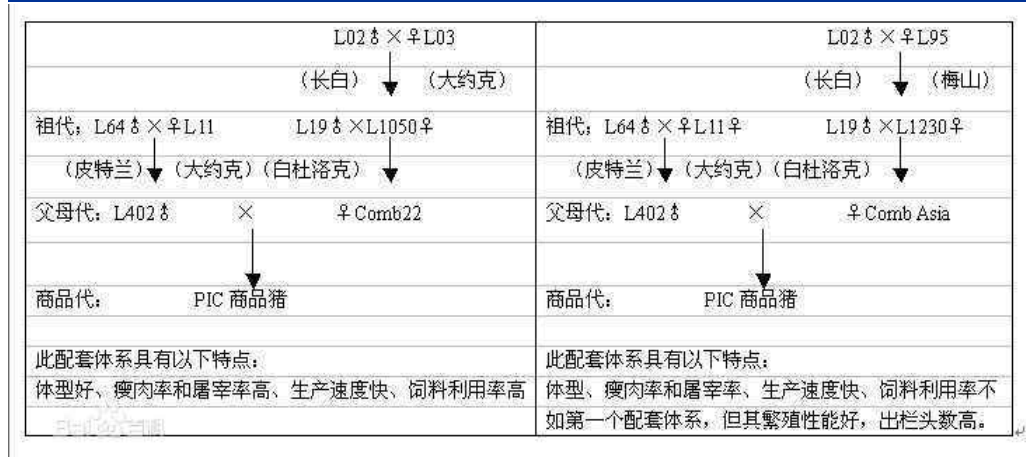 L02♂×♀L03
（长白） （大约克）
祖代；L64♂×♀L11 L19♂×L1050♀
（皮特兰） （大约克）（白杜洛克）
父母代：L402♂ × ♀Comb22
商品代： PIC 商品猪
此配套体系具有以下特点：
体型好、瘦肉率和屠宰率高、生产速度快、饲料利用率高
L02♂×♀L95
（长白） （梅山）
祖代；L64♂×♀L11♀ L19♂×L1230♀
（皮特兰） （大约克）（白杜洛克）
父母代：L402♂ × ♀Comb Asia
商品代： PIC 商品猪
此配套体系具有以下特点：
体型、瘦肉率和屠宰率、生产速度快、饲料利用率不
如第一个配套体系，但其繁殖性能好，出栏头数高。